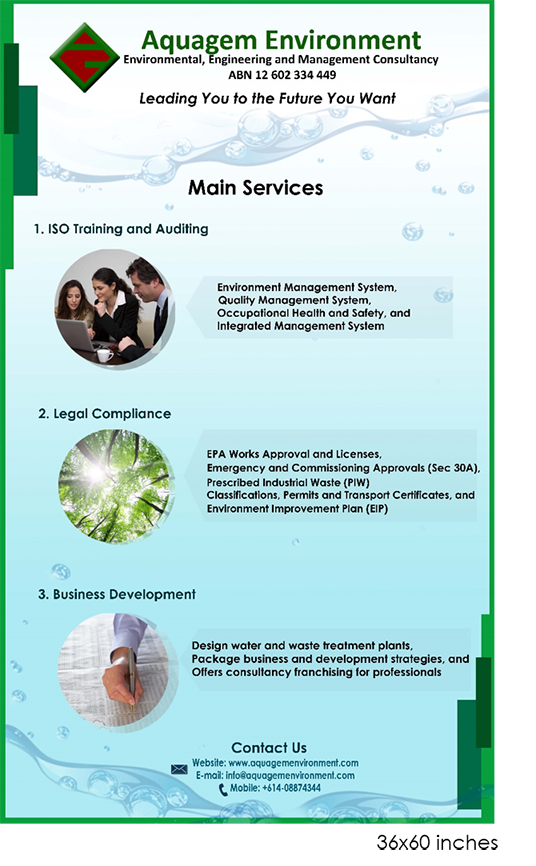 Aquagem Environment
Environmental, Engineering and Management Consultancy
ABN 12 602 334 449
Leading You to the Future You Want
Main Services
1. ISO Training and Auditing
Environment Management System,
Quality Management System,
Occupational Health and Safety, and
Integrated Management System
2. Legal Compliance
EPA Works Approval and Licenses,
Emergency and Commissioning Approvals (Sec 30A),
Prescribed Industrial Waste (PIW)
Classifications, Permits and Transport Certificates, and
Environment Improvement Plan (EIP)
3. Business Development
Design water and waste treatment plants,
Package business and development strategies, and
Offers consultancy franchising for professionals
Contact Us
Website: www.aquagemenvironment.com
E-mail: info@aquagemenvironment.com
Mobile: +614-08874344
36x60 inches